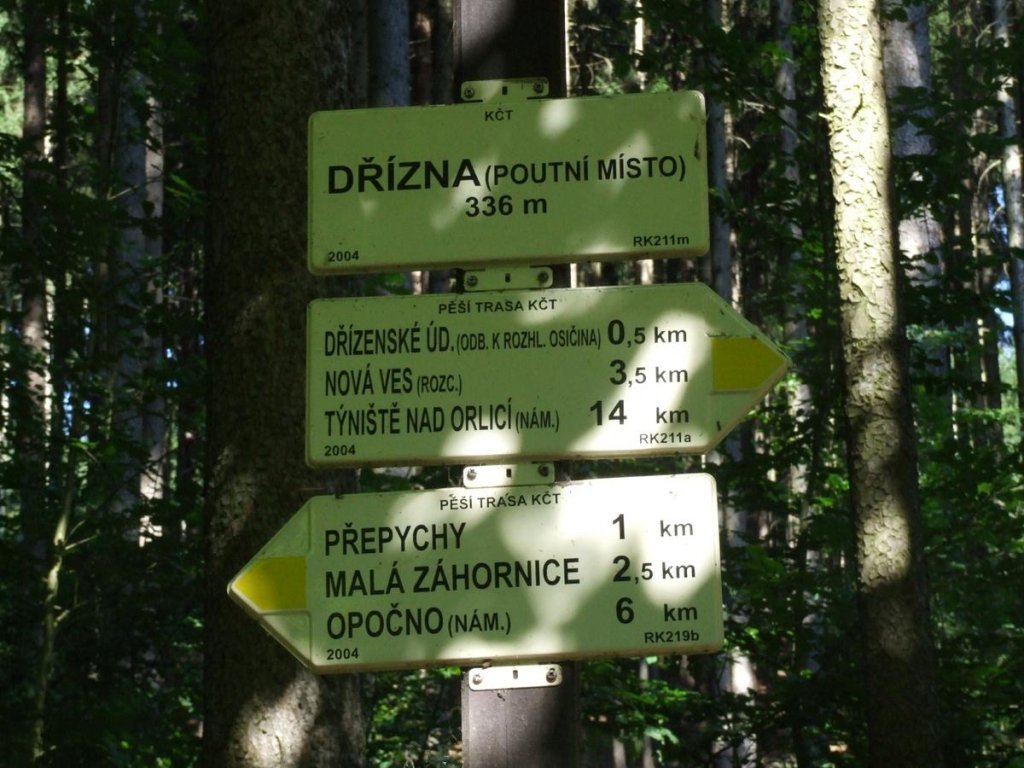 KČT
DŘÍZNA (POUTNÍ MÍSTO)
336 m
2004 RK211m
PĚŠÍ TRASA KČT
DŘÍZENSKÉ ÚD. (ODB. K ROZHL. OSIČINA) 0,5 km
NOVÁ VES (ROZC.) 3,5 km
TÝNIŠTĚ NAD ORLICÍ (NÁM.) 14 km
2004 RK211a
PĚŠÍ TRASA KČT
PŘEPYCHY 1 km
MALÁ ZÁHORNICE 2,5 km
OPOČNO (NÁM.) 6 km
2004 RK219b